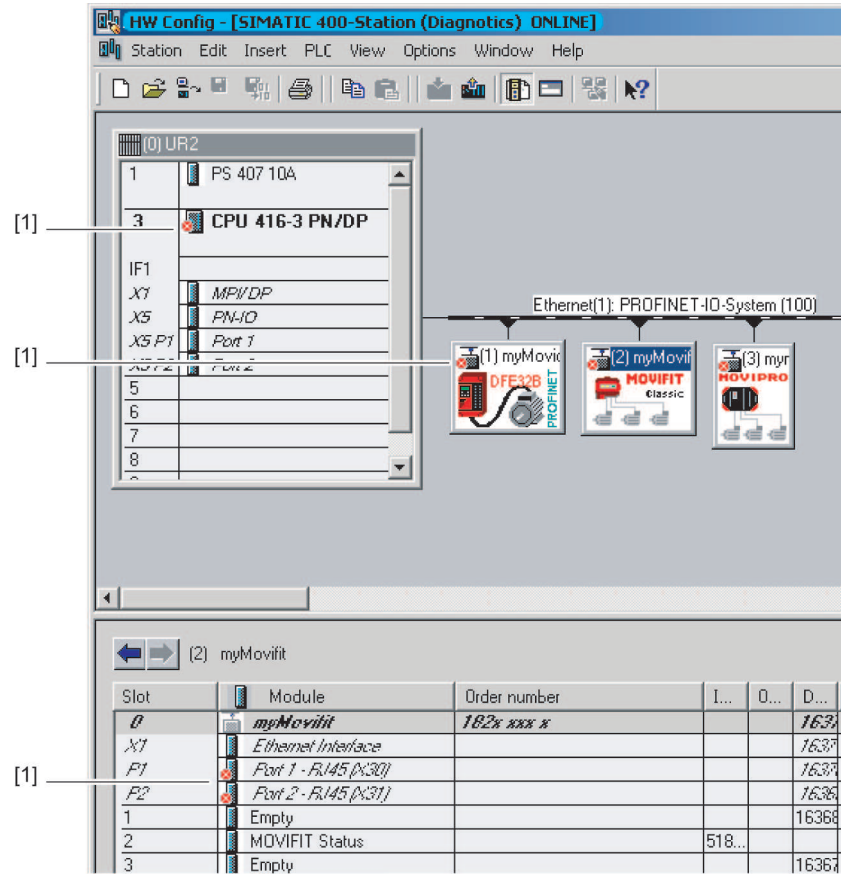 HW Config - [SIMATIC 400-Station (Diagnotics) ONLINE]
Station Edit Insert PLC View Options Window Help
(0) UR2
1 PS 407 10A
[1]
3 CPU 416-3 PN/DP
IF1
X1 MPI/DP
X5 PN-IO
X5 P1 Port 1
[1]
X5 P2 Port 2
5
6
7
8
Ethernet(1): PROFINET-IO-System (100)
(1) myMovic
DFE32B
PROFINET
(2) myMovif
MOVIFIT
Classic
(3) myr
MOVIPRO
(2) myMovifit
Slot Module Order number I... O... D...
0 myMovifit 182x xxx x 1637
X1 Ethernet Interface 1637
[1]
P1 Port 1 - RJ45 (X30) 1637
P2 Port 2 - RJ45 (X31) 1636
1 Empty 16368
2 MOVIFIT Status 518...
3 Empty 16367